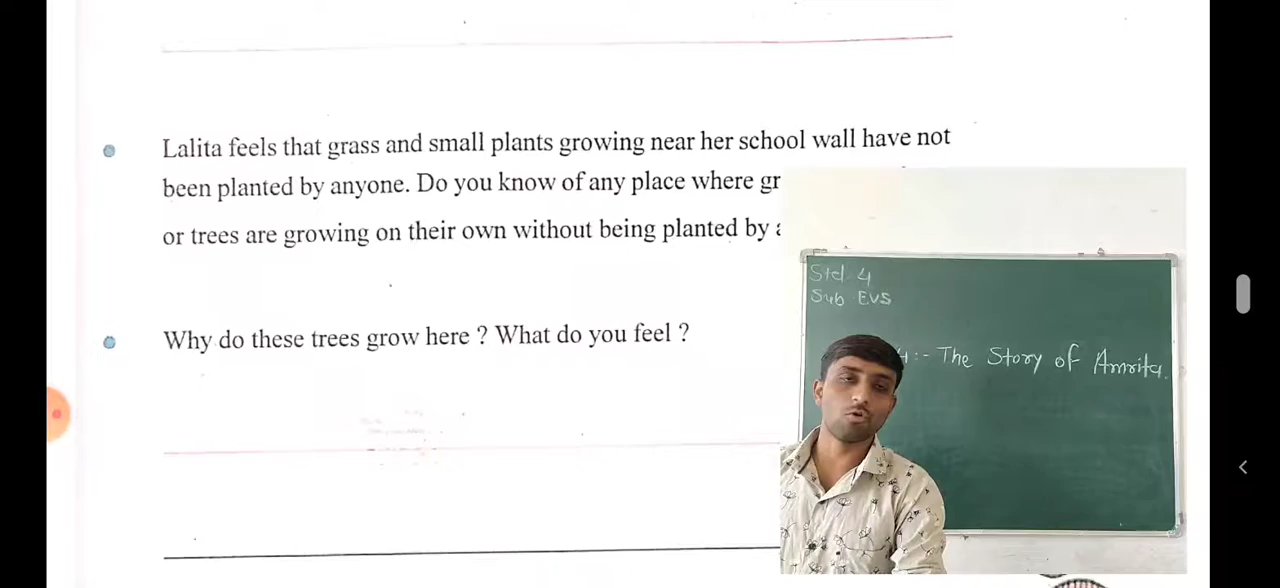 Lalita feels that grass and small plants growing near her school wall have not
been planted by anyone. Do you know of any place where gr
or trees are growing on their own without being planted by
Why do these trees grow here ? What do you feel ?
Std 4
Sub EVS
4:- The Story of Amrita.